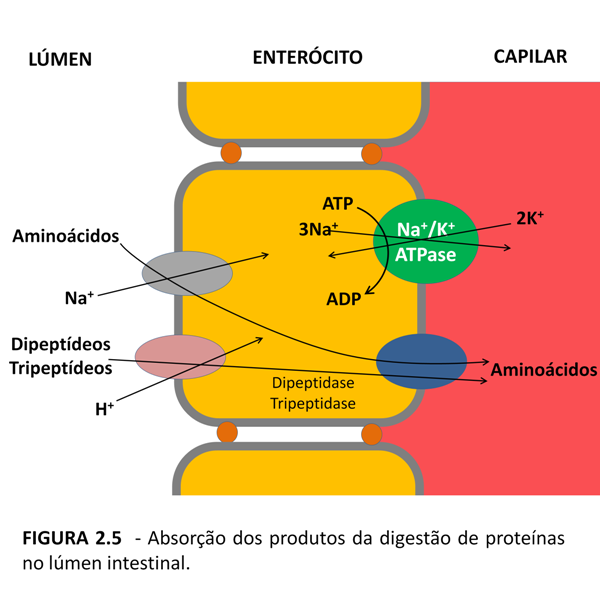 LÚMEN
ENTERÓCITO
CAPILAR
ATP
3Na⁺
Na⁺/K⁺
ATPase
2K⁺
ADP
Aminoácidos
Na⁺
Dipeptídeos
Tripeptídeos
H⁺
Dipeptidase
Tripeptidase
Aminoácidos
FIGURA 2.5 - Absorção dos produtos da digestão de proteínas
no lúmen intestinal.